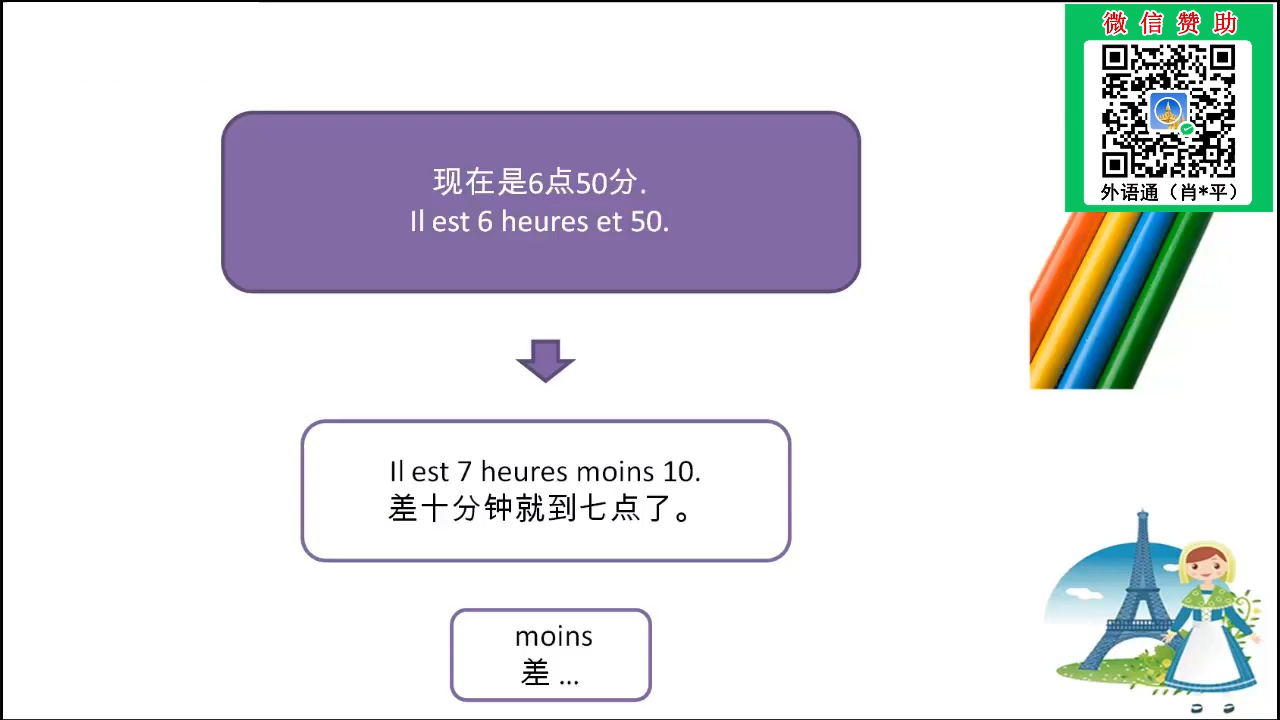 微信赞助
外语通（肖*平）
现在是6点50分.
Il est 6 heures et 50.
Il est 7 heures moins 10.
差十分钟就到七点了。
moins
差 ...